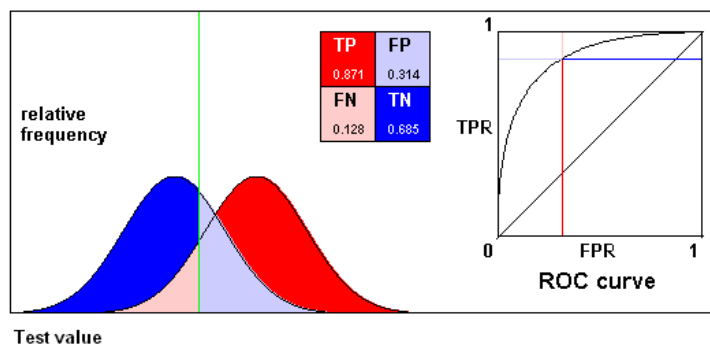 TP FP
0.871 0.314
FN TN
0.128 0.685
relative
frequency
1
TPR
0 FPR 1
ROC curve
Test value